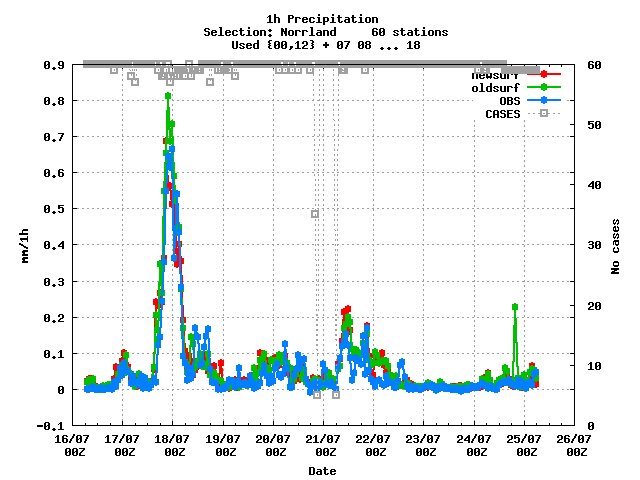 1h Precipitation
Selection: Norrland 60 stations
Used {00,12} + 07 08 ... 18
0.9 60
newsurf
0.8 oldsurf
OBS
CASES
50
0.7
0.6
40
0.5
mm/1h
No cases
30
0.4
0.3
20
0.2
0.1 10
0
-0.1 0
16/07 17/07 18/07 19/07 20/07 21/07 22/07 23/07 24/07 25/07 26/07
00Z 00Z 00Z 00Z 00Z 00Z 00Z 00Z 00Z 00Z 00Z
Date